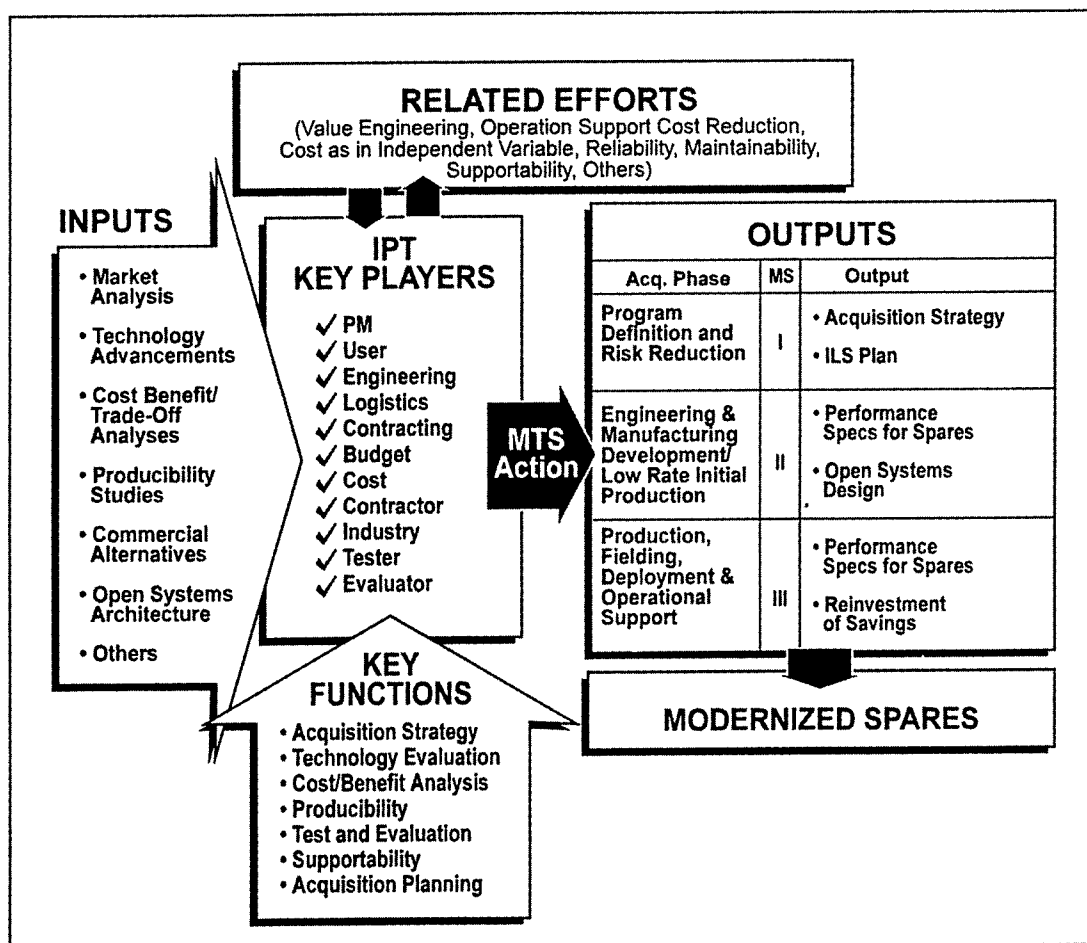 RELATED EFFORTS
(Value Engineering, Operation Support Cost Reduction,
Cost as in Independent Variable, Reliability, Maintainability,
Supportability, Others)
INPUTS
• Market
Analysis
• Technology
Advancements
• Cost Benefit/
Trade-Off
Analyses
• Producibility
Studies
• Commercial
Alternatives
• Open Systems
Architecture
• Others
IPT
KEY PLAYERS
✓ PM
✓ User
✓ Engineering
✓ Logistics
✓ Contracting
✓ Budget
✓ Cost
✓ Contractor
✓ Industry
✓ Tester
✓ Evaluator
MTS
Action
KEY
FUNCTIONS
• Acquisition Strategy
• Technology Evaluation
• Cost/Benefit Analysis
• Producibility
• Test and Evaluation
• Supportability
• Acquisition Planning
OUTPUTS
Acq. Phase MS Output
Program
Definition and
Risk Reduction
I
• Acquisition Strategy
• ILS Plan
Engineering &
Manufacturing
Development/
Low Rate Initial
Production
II
• Performance
Specs for Spares
• Open Systems
Design
Production,
Fielding,
Deployment &
Operational
Support
III
• Performance
Specs for Spares
• Reinvestment
of Savings
MODERNIZED SPARES